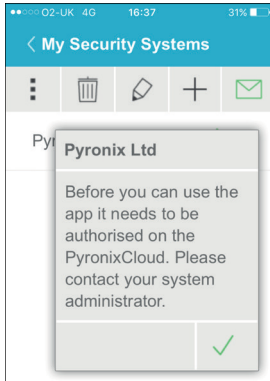 O2-UK 4G 16:37 31%
My Security Systems
Pyr
Pyronix Ltd
Before you can use the
app it needs to be
authorised on the
PyronixCloud. Please
contact your system
administrator.